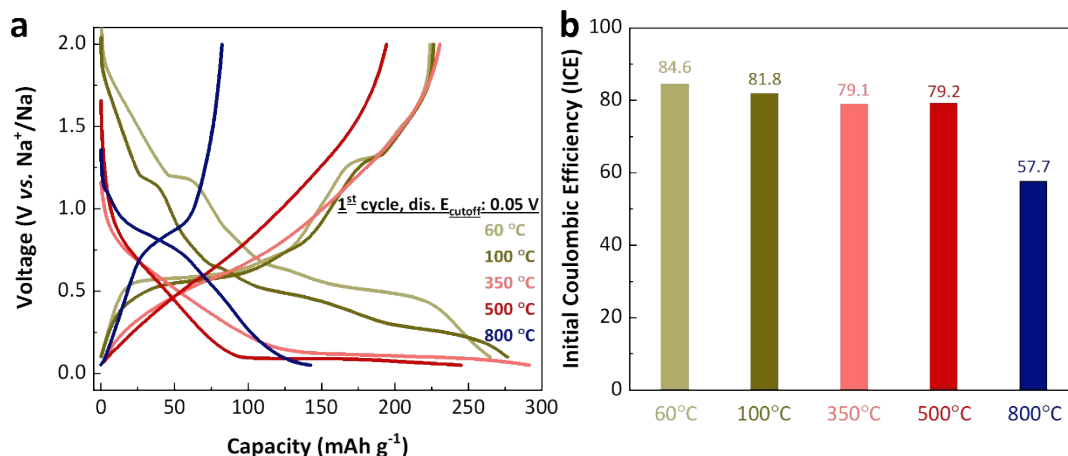 a
2.0
1.5
1.0
0.5
0.0
Voltage (V vs. Na⁺/Na)
1ˢᵗ cycle, dis. E_cutoff: 0.05 V
60 °C
100 °C
350 °C
500 °C
800 °C
0 50 100 150 200 250 300
Capacity (mAh g⁻¹)
b
100
80
60
40
20
0
Initial Coulombic Efficiency (ICE)
84.6
81.8
79.1
79.2
57.7
60°C 100°C 350°C 500°C 800°C